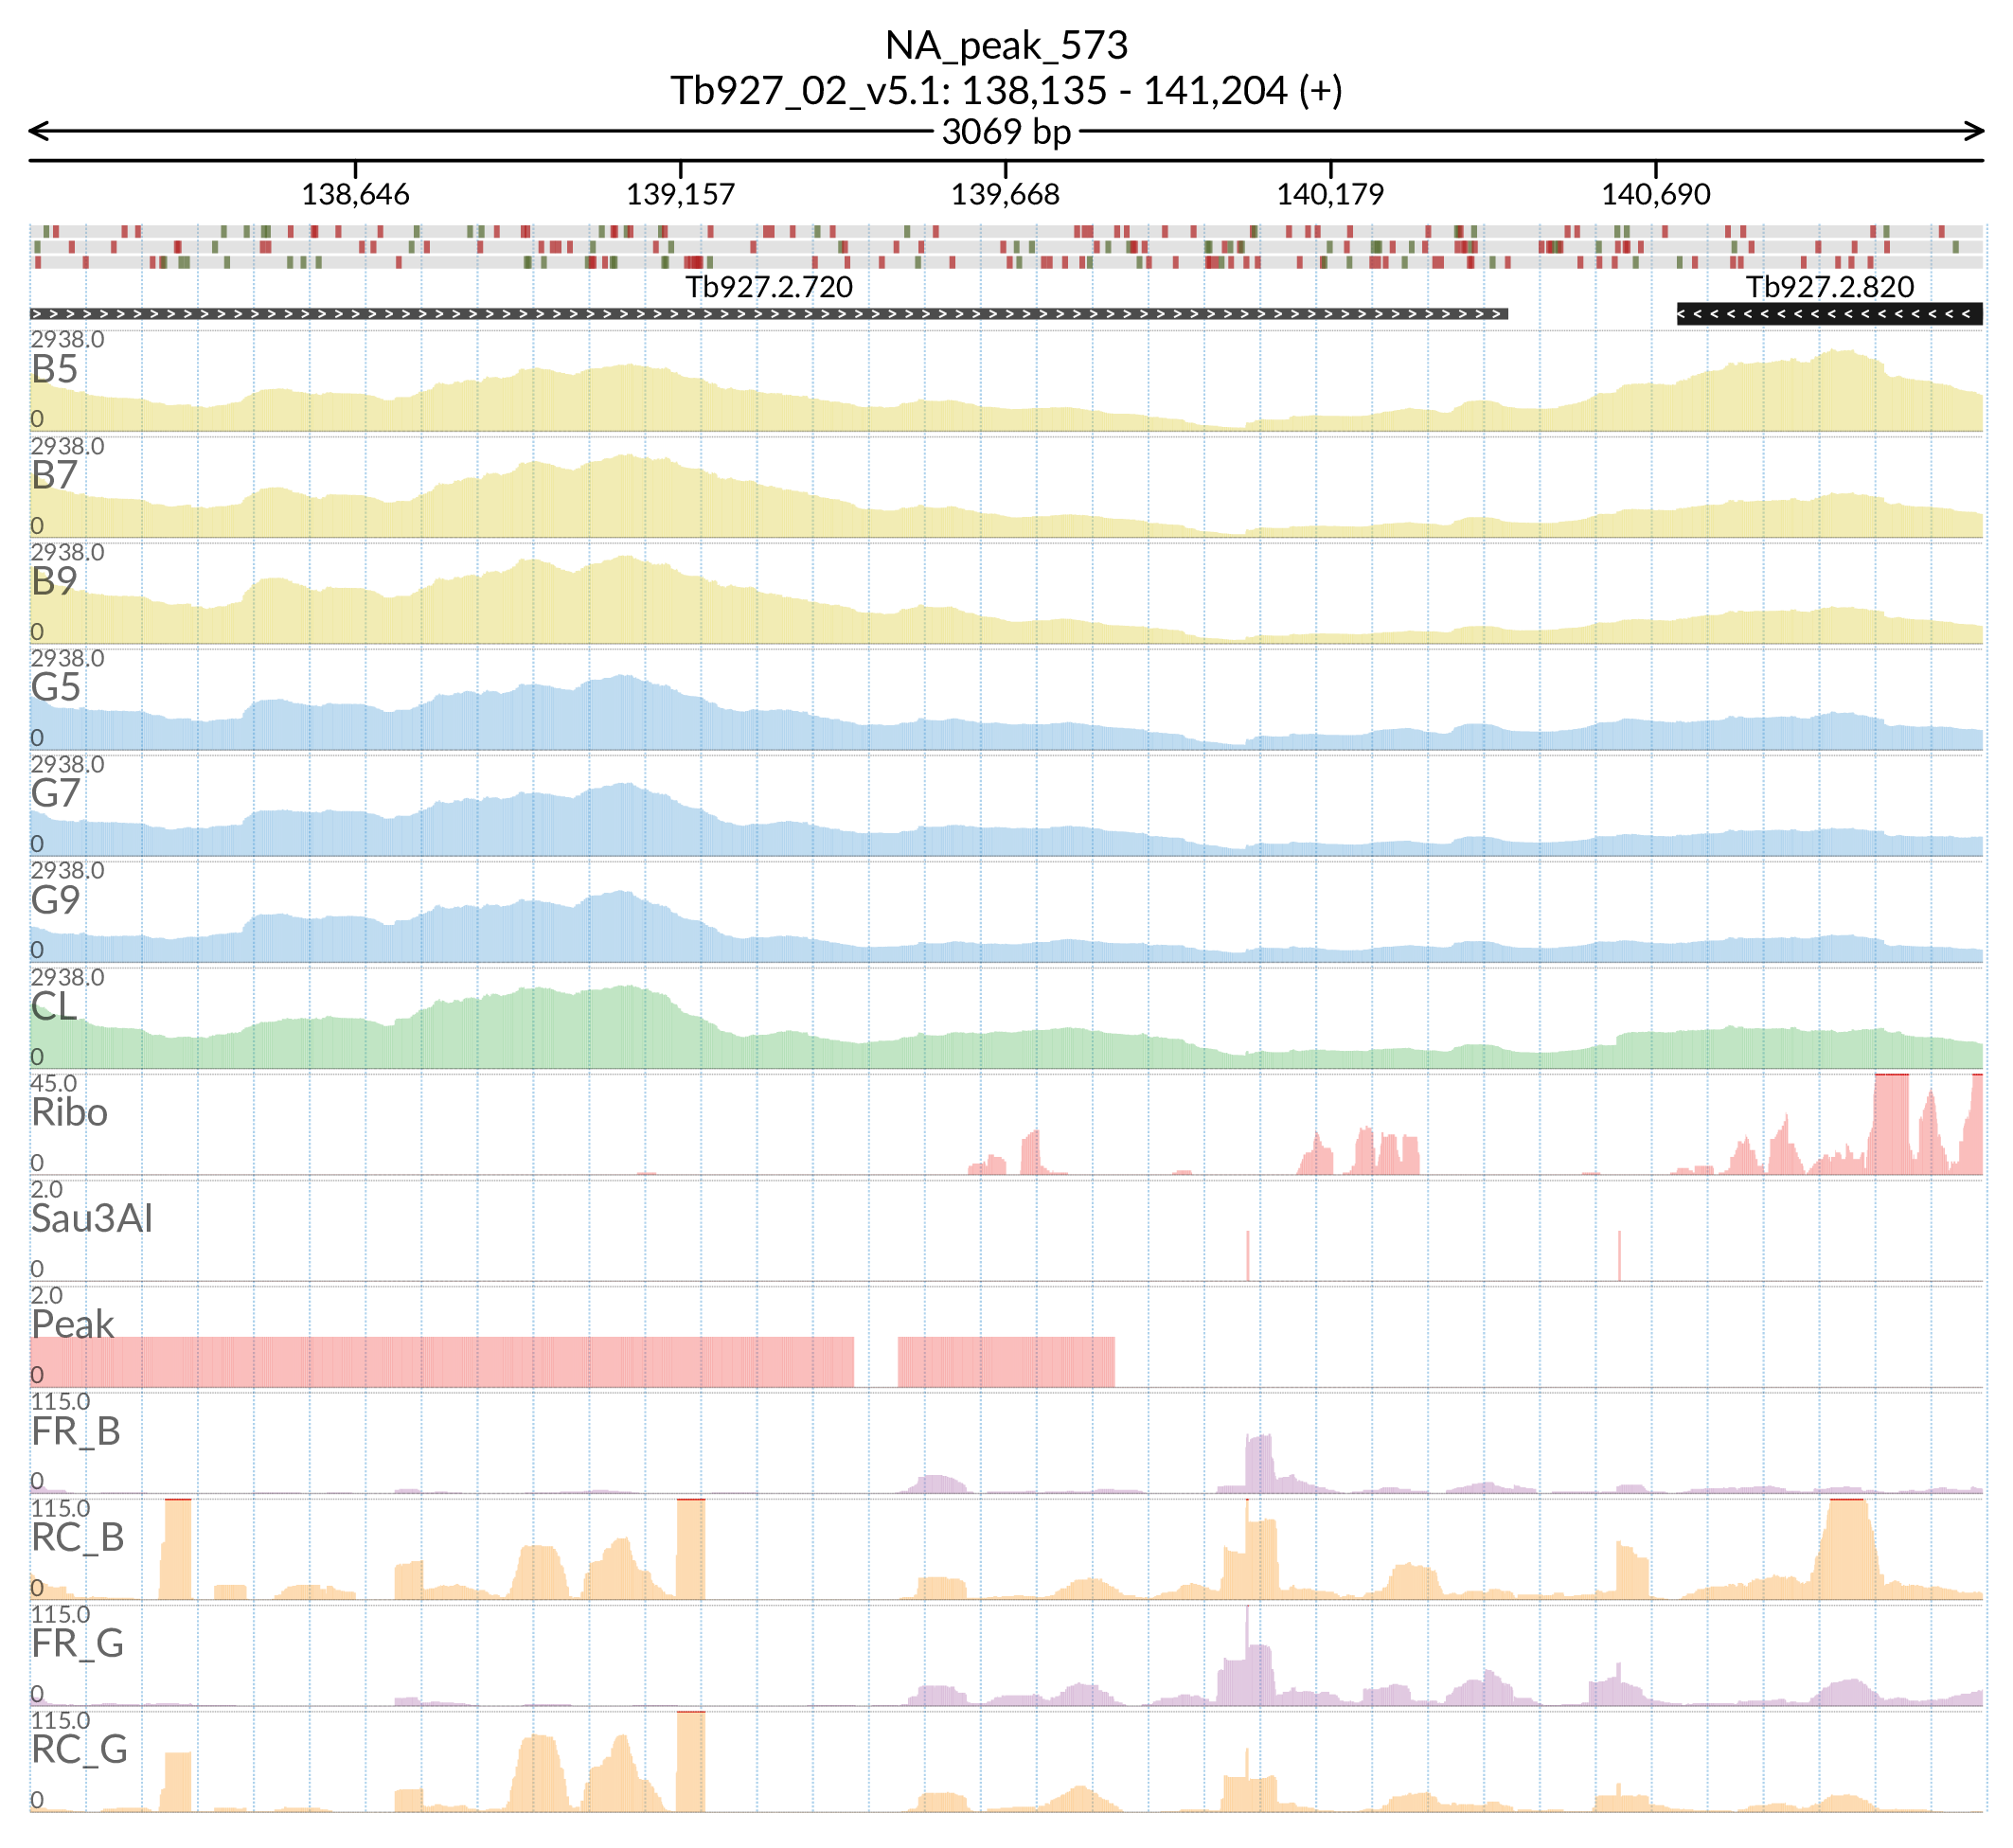 NA_peak_573
Tb927_02_v5.1: 138,135 - 141,204 (+)
3069 bp
138,646 139,157 139,668 140,179 140,690
Tb927.2.720 Tb927.2.820
2938.0
B5
0
2938.0
B7
0
2938.0
B9
0
2938.0
G5
0
2938.0
G7
0
2938.0
G9
0
2938.0
CL
0
45.0
Ribo
0
2.0
Sau3AI
0
2.0
Peak
0
115.0
FR_B
0
115.0
RC_B
0
115.0
FR_G
0
115.0
RC_G
0